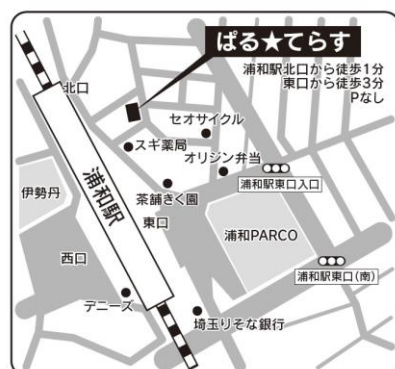 ぱる★てらす
浦和駅北口から徒歩1分
東口から徒歩3分
Pなし
北口
セオサイクル
スギ薬局
オリジン弁当
浦和駅東口入口
伊勢丹
浦和駅
茶舗きく園
東口
浦和PARCO
西口
浦和駅東口(南)
デニーズ
埼玉りそな銀行